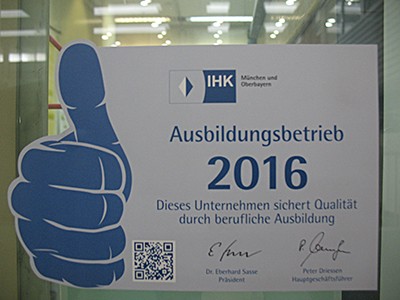 IHK
München und
Oberbayern
Ausbildungsbetrieb
2016
Dieses Unternehmen sichert Qualität
durch berufliche Ausbildung
Dr. Eberhard Sasse
Präsident
Peter Driessen
Hauptgeschäftsführer